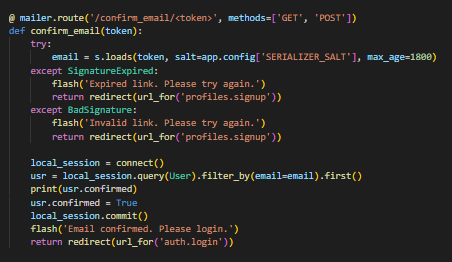 @ mailer.route('/confirm_email/<token>', methods=['GET', 'POST'])
def confirm_email(token):
    try:
        email = s.loads(token, salt=app.config['SERIALIZER_SALT'], max_age=1800)
    except SignatureExpired:
        flash('Expired link. Please try again.')
        return redirect(url_for('profiles.signup'))
    except BadSignature:
        flash('Invalid link. Please try again.')
        return redirect(url_for('profiles.signup'))

    local_session = connect()
    usr = local_session.query(User).filter_by(email=email).first()
    print(usr.confirmed)
    usr.confirmed = True
    local_session.commit()
    flash('Email confirmed. Please login.')
    return redirect(url_for('auth.login'))